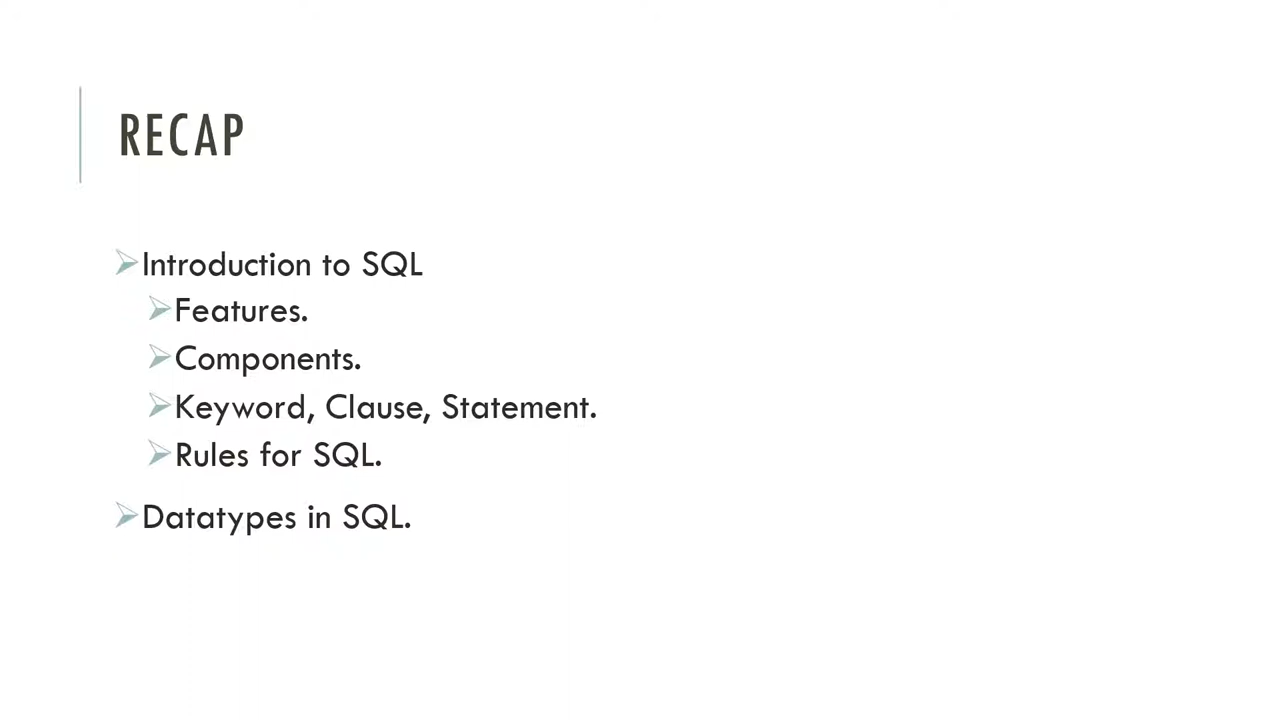 RECAP
Introduction to SQL
Features.
Components.
Keyword, Clause, Statement.
Rules for SQL.
Datatypes in SQL.